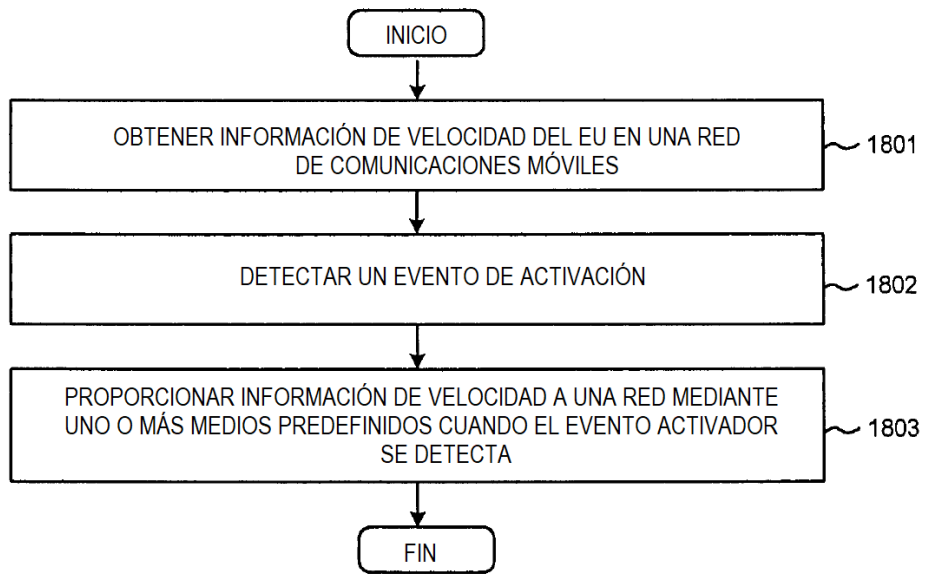 INICIO
OBTENER INFORMACIÓN DE VELOCIDAD DEL EU EN UNA RED
DE COMUNICACIONES MÓVILES
1801
DETECTAR UN EVENTO DE ACTIVACIÓN
1802
PROPORCIONAR INFORMACIÓN DE VELOCIDAD A UNA RED MEDIANTE
UNO O MÁS MEDIOS PREDEFINIDOS CUANDO EL EVENTO ACTIVADOR
SE DETECTA
1803
FIN